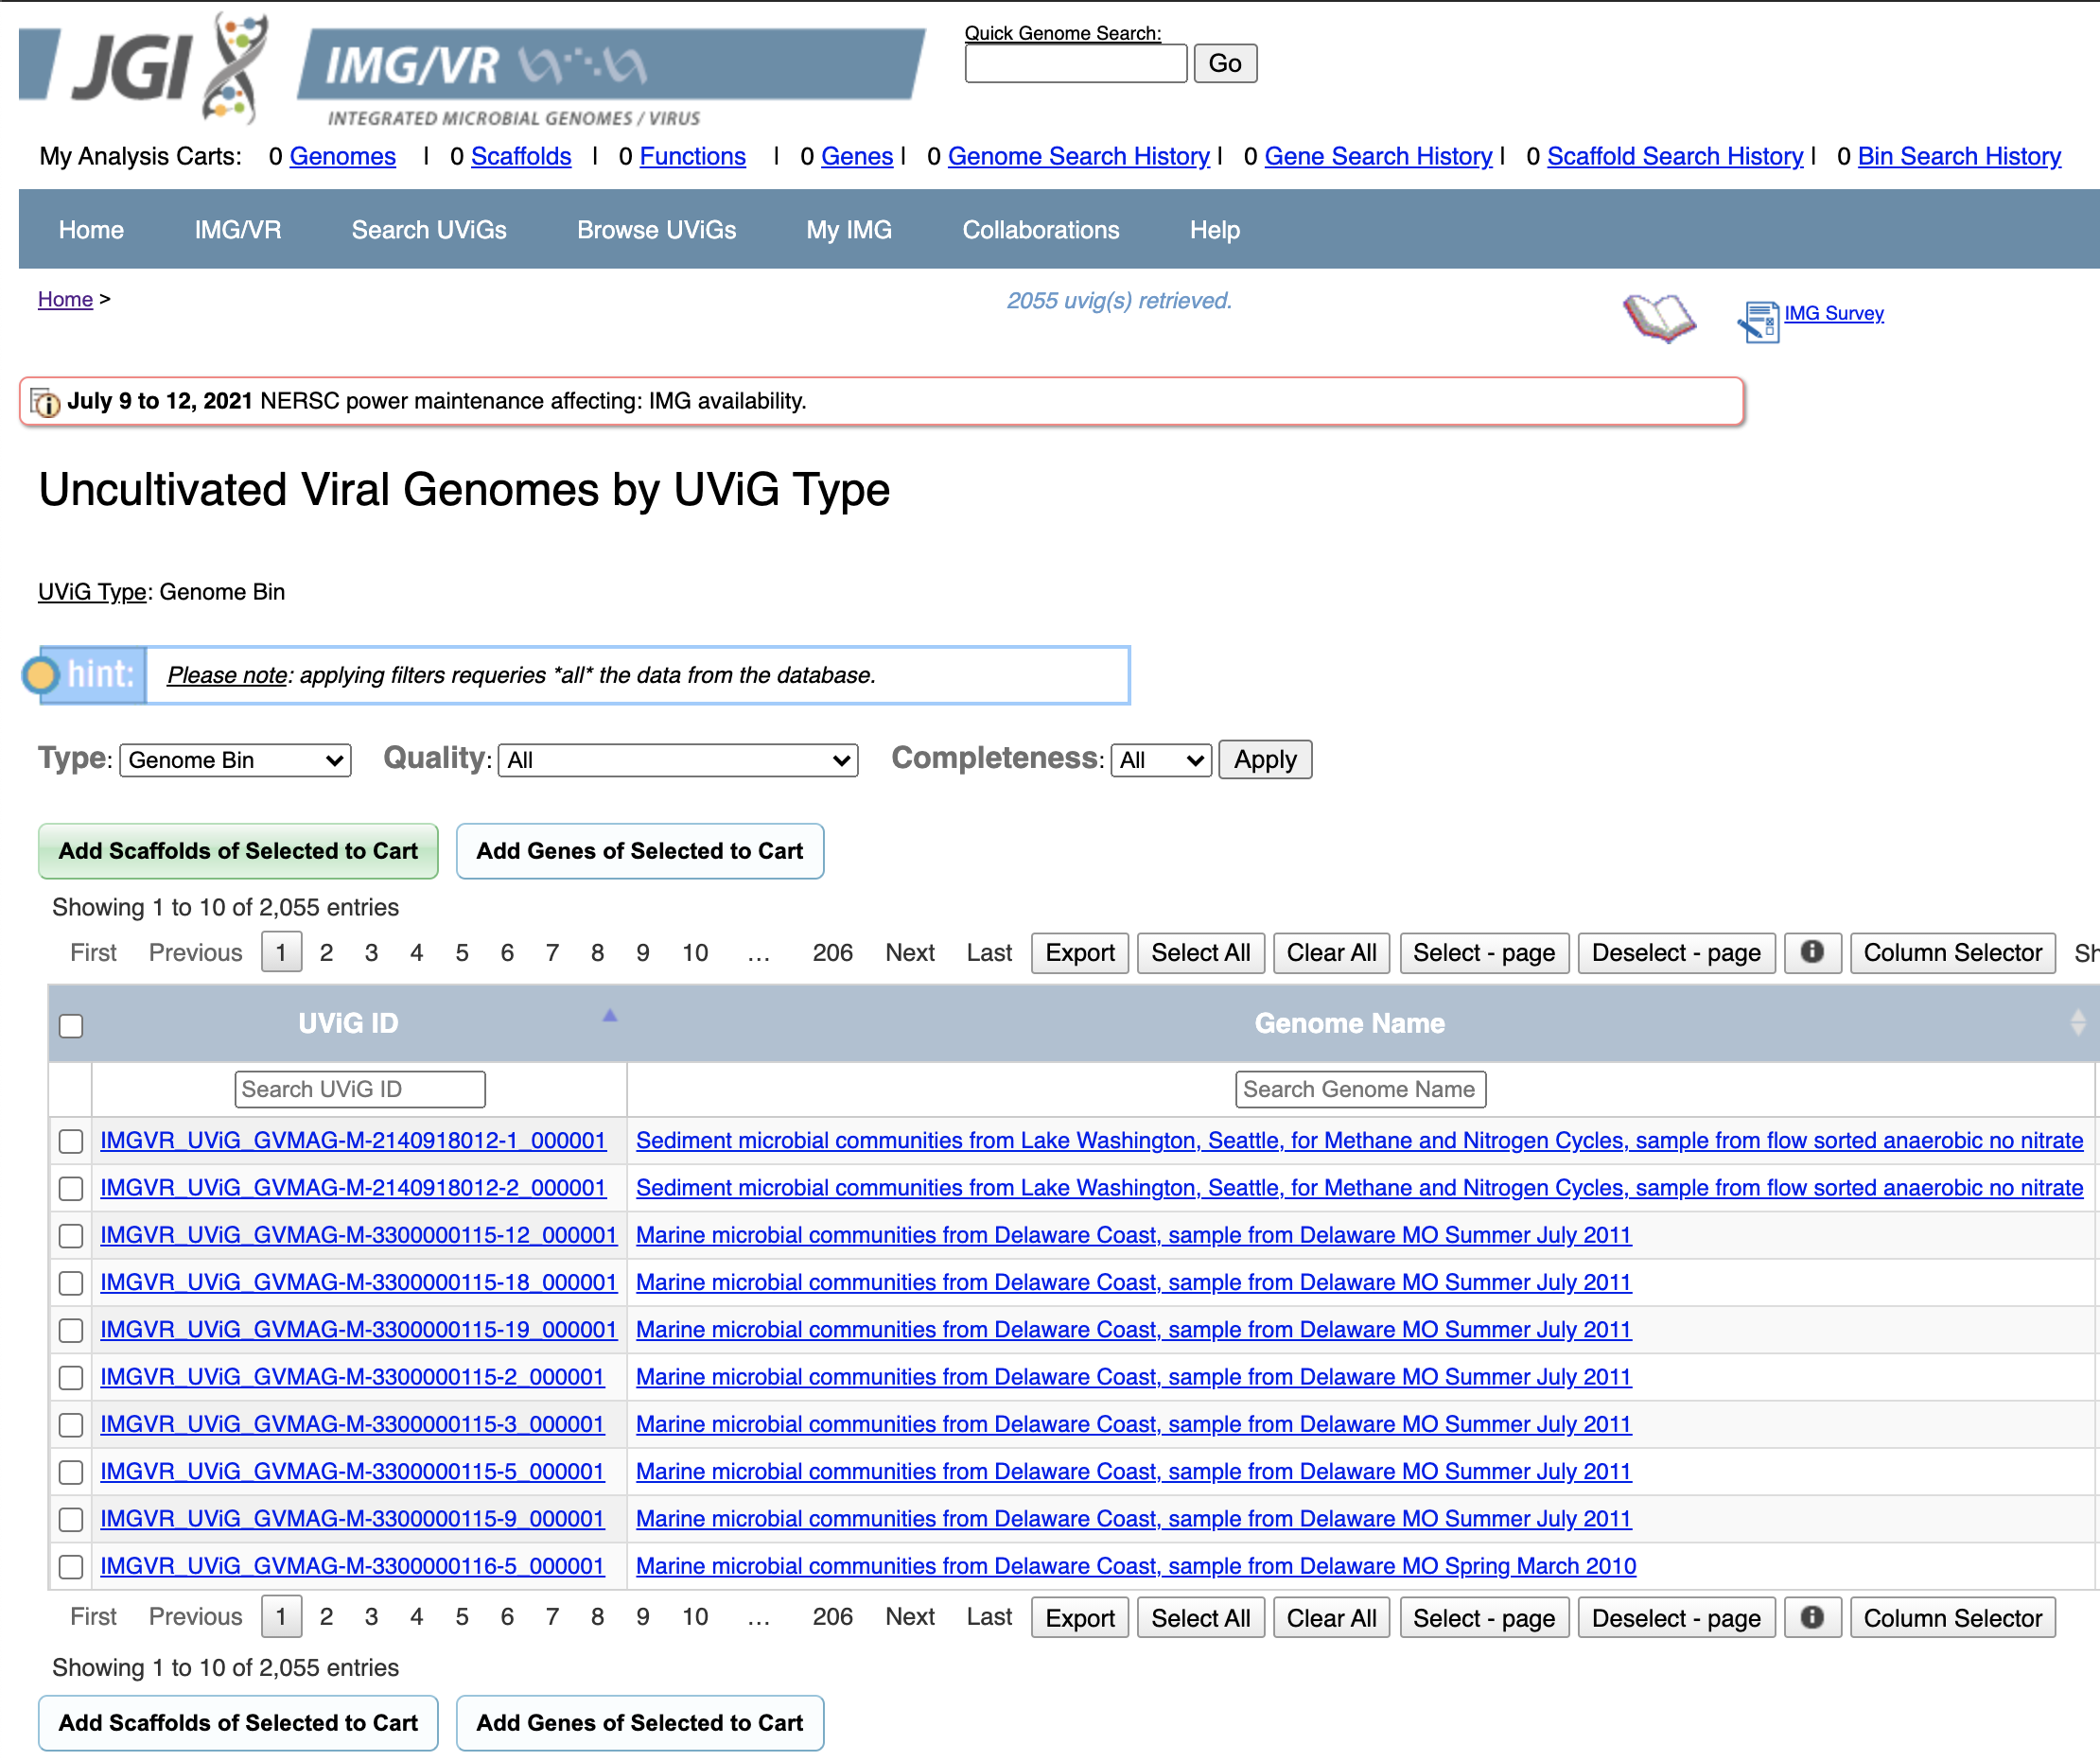 JGI IMG/VR
INTEGRATED MICROBIAL GENOMES / VIRUS
Quick Genome Search:
Go
My Analysis Carts: 0 Genomes | 0 Scaffolds | 0 Functions | 0 Genes | 0 Genome Search History | 0 Gene Search History | 0 Scaffold Search History | 0 Bin Search History
Home IMG/VR Search UViGs Browse UViGs My IMG Collaborations Help
Home > 2055 uvig(s) retrieved. IMG Survey
July 9 to 12, 2021 NERSC power maintenance affecting: IMG availability.
Uncultivated Viral Genomes by UViG Type
UViG Type: Genome Bin
hint: Please note: applying filters requeries *all* the data from the database.
Type: Genome Bin Quality: All Completeness: All Apply
Add Scaffolds of Selected to Cart Add Genes of Selected to Cart
Showing 1 to 10 of 2,055 entries
First Previous 1 2 3 4 5 6 7 8 9 10 … 206 Next Last Export Select All Clear All Select - page Deselect - page Column Selector Sh
UViG ID Genome Name
Search UViG ID Search Genome Name
IMGVR_UViG_GVMAG-M-2140918012-1_000001 Sediment microbial communities from Lake Washington, Seattle, for Methane and Nitrogen Cycles, sample from flow sorted anaerobic no nitrate
IMGVR_UViG_GVMAG-M-2140918012-2_000001 Sediment microbial communities from Lake Washington, Seattle, for Methane and Nitrogen Cycles, sample from flow sorted anaerobic no nitrate
IMGVR_UViG_GVMAG-M-3300000115-12_000001 Marine microbial communities from Delaware Coast, sample from Delaware MO Summer July 2011
IMGVR_UViG_GVMAG-M-3300000115-18_000001 Marine microbial communities from Delaware Coast, sample from Delaware MO Summer July 2011
IMGVR_UViG_GVMAG-M-3300000115-19_000001 Marine microbial communities from Delaware Coast, sample from Delaware MO Summer July 2011
IMGVR_UViG_GVMAG-M-3300000115-2_000001 Marine microbial communities from Delaware Coast, sample from Delaware MO Summer July 2011
IMGVR_UViG_GVMAG-M-3300000115-3_000001 Marine microbial communities from Delaware Coast, sample from Delaware MO Summer July 2011
IMGVR_UViG_GVMAG-M-3300000115-5_000001 Marine microbial communities from Delaware Coast, sample from Delaware MO Summer July 2011
IMGVR_UViG_GVMAG-M-3300000115-9_000001 Marine microbial communities from Delaware Coast, sample from Delaware MO Summer July 2011
IMGVR_UViG_GVMAG-M-3300000116-5_000001 Marine microbial communities from Delaware Coast, sample from Delaware MO Spring March 2010
First Previous 1 2 3 4 5 6 7 8 9 10 … 206 Next Last Export Select All Clear All Select - page Deselect - page Column Selector
Showing 1 to 10 of 2,055 entries
Add Scaffolds of Selected to Cart Add Genes of Selected to Cart